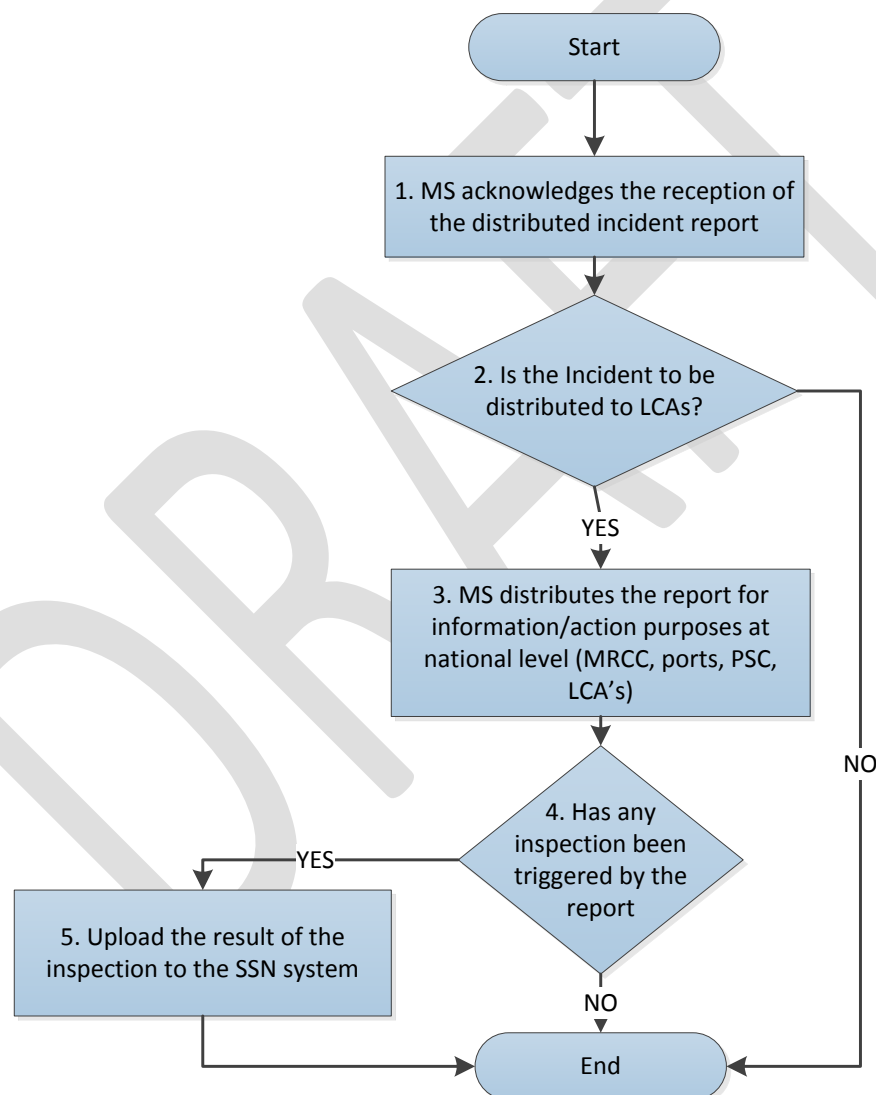 Start
1. MS acknowledges the reception of
the distributed incident report
2. Is the Incident to be
distributed to LCAs?
YES
3. MS distributes the report for
information/action purposes at
national level (MRCC, ports, PSC,
LCA’s)
NO
4. Has any
inspection been
triggered by the
report
YES
5. Upload the result of the
inspection to the SSN system
NO
End
DRAFT